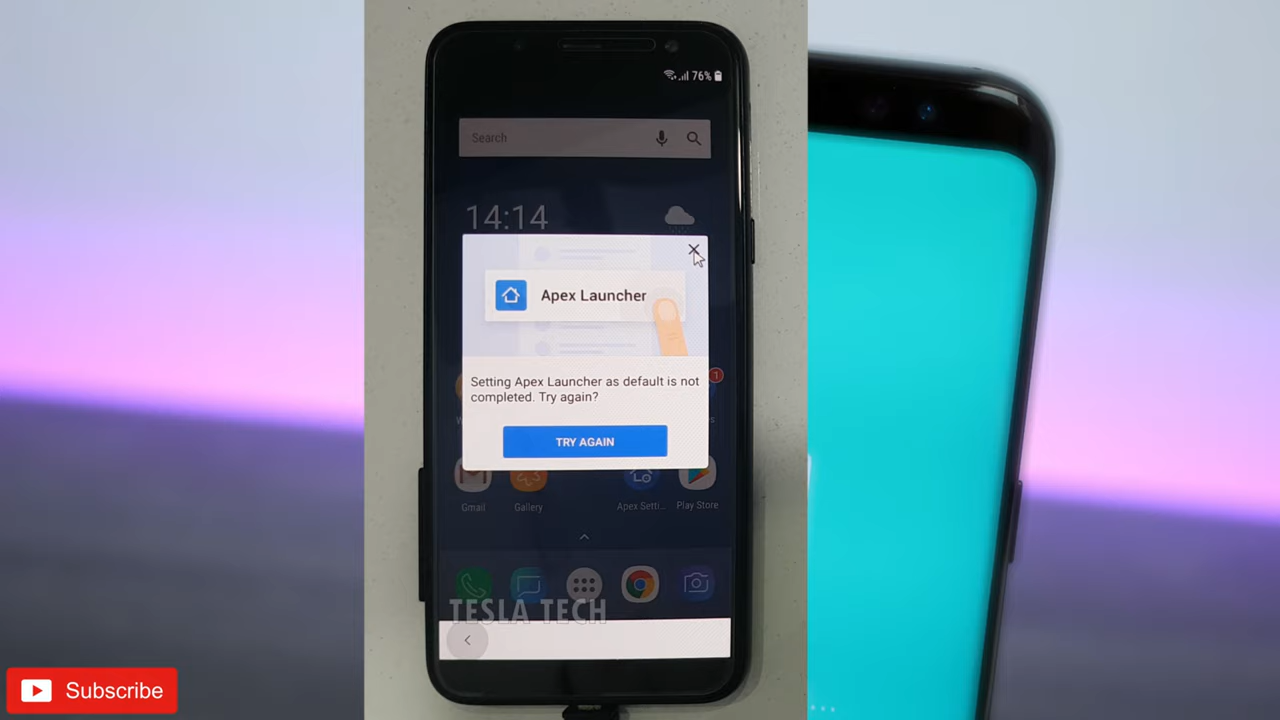 76%
Search
14:14
Apex Launcher
Setting Apex Launcher as default is not
completed. Try again?
TRY AGAIN
1
Gmail
Gallery
Apex Setti...
Play Store
TESLA TECH
Subscribe